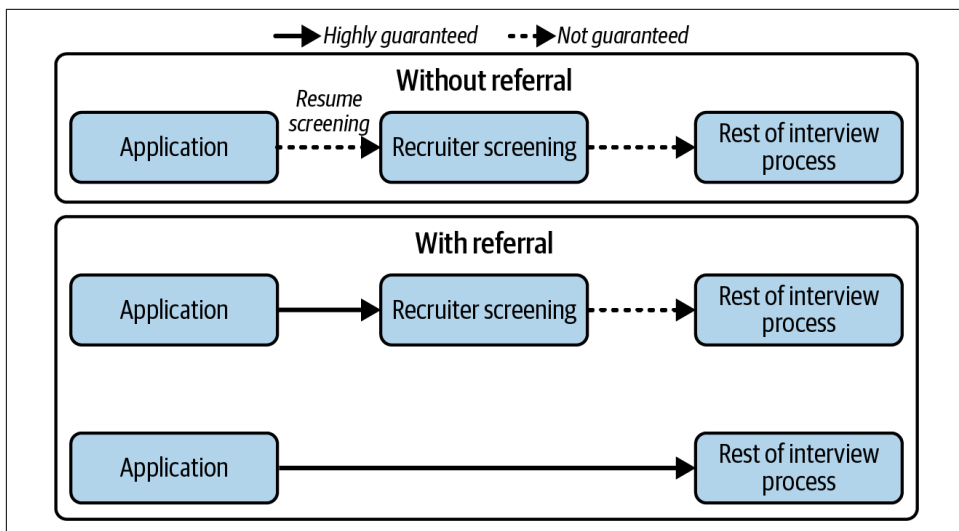 Highly guaranteed Not guaranteed
Without referral
Resume
screening
Application Recruiter screening Rest of interview
process
With referral
Application Recruiter screening Rest of interview
process
Application Rest of interview
process